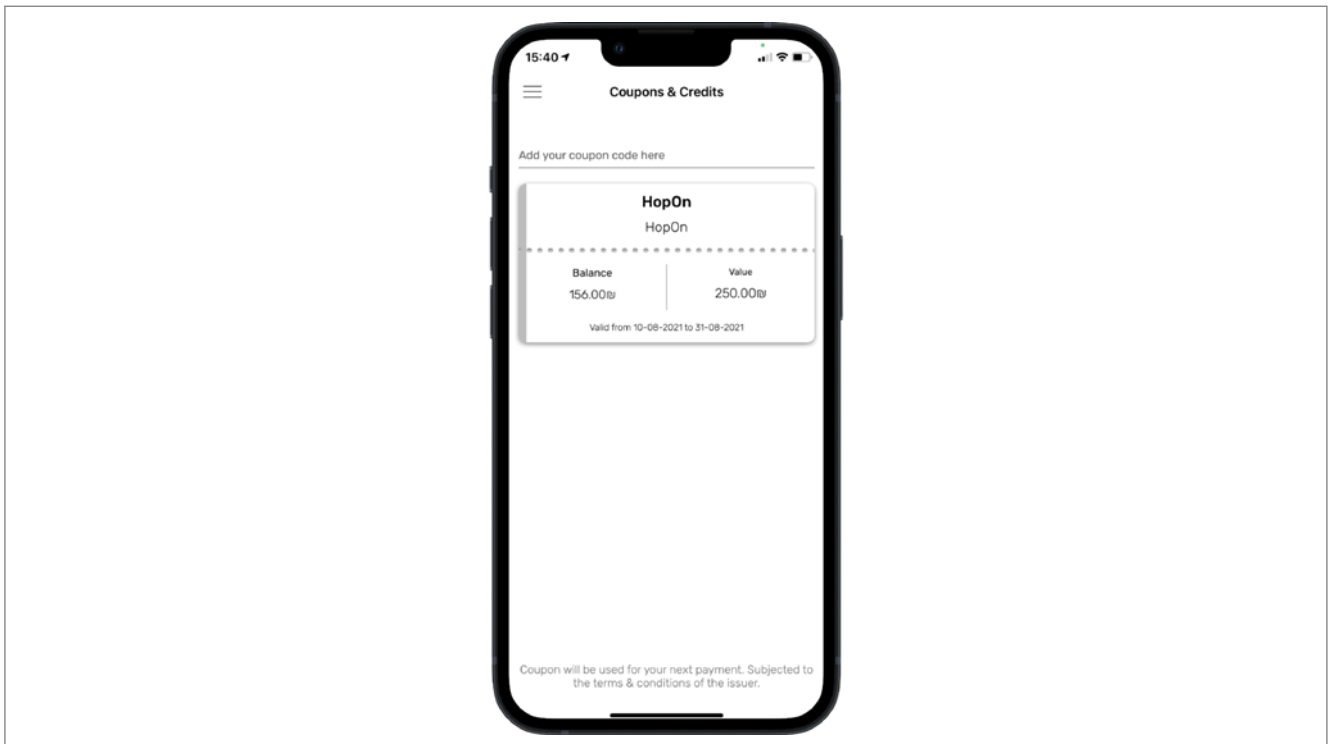 15:40
Coupons & Credits
Add your coupon code here
HopOn
HopOn
Balance
Value
156.00₪
250.00₪
Valid from 10-08-2021 to 31-08-2021
Coupon will be used for your next payment. Subjected to
the terms & conditions of the issuer.